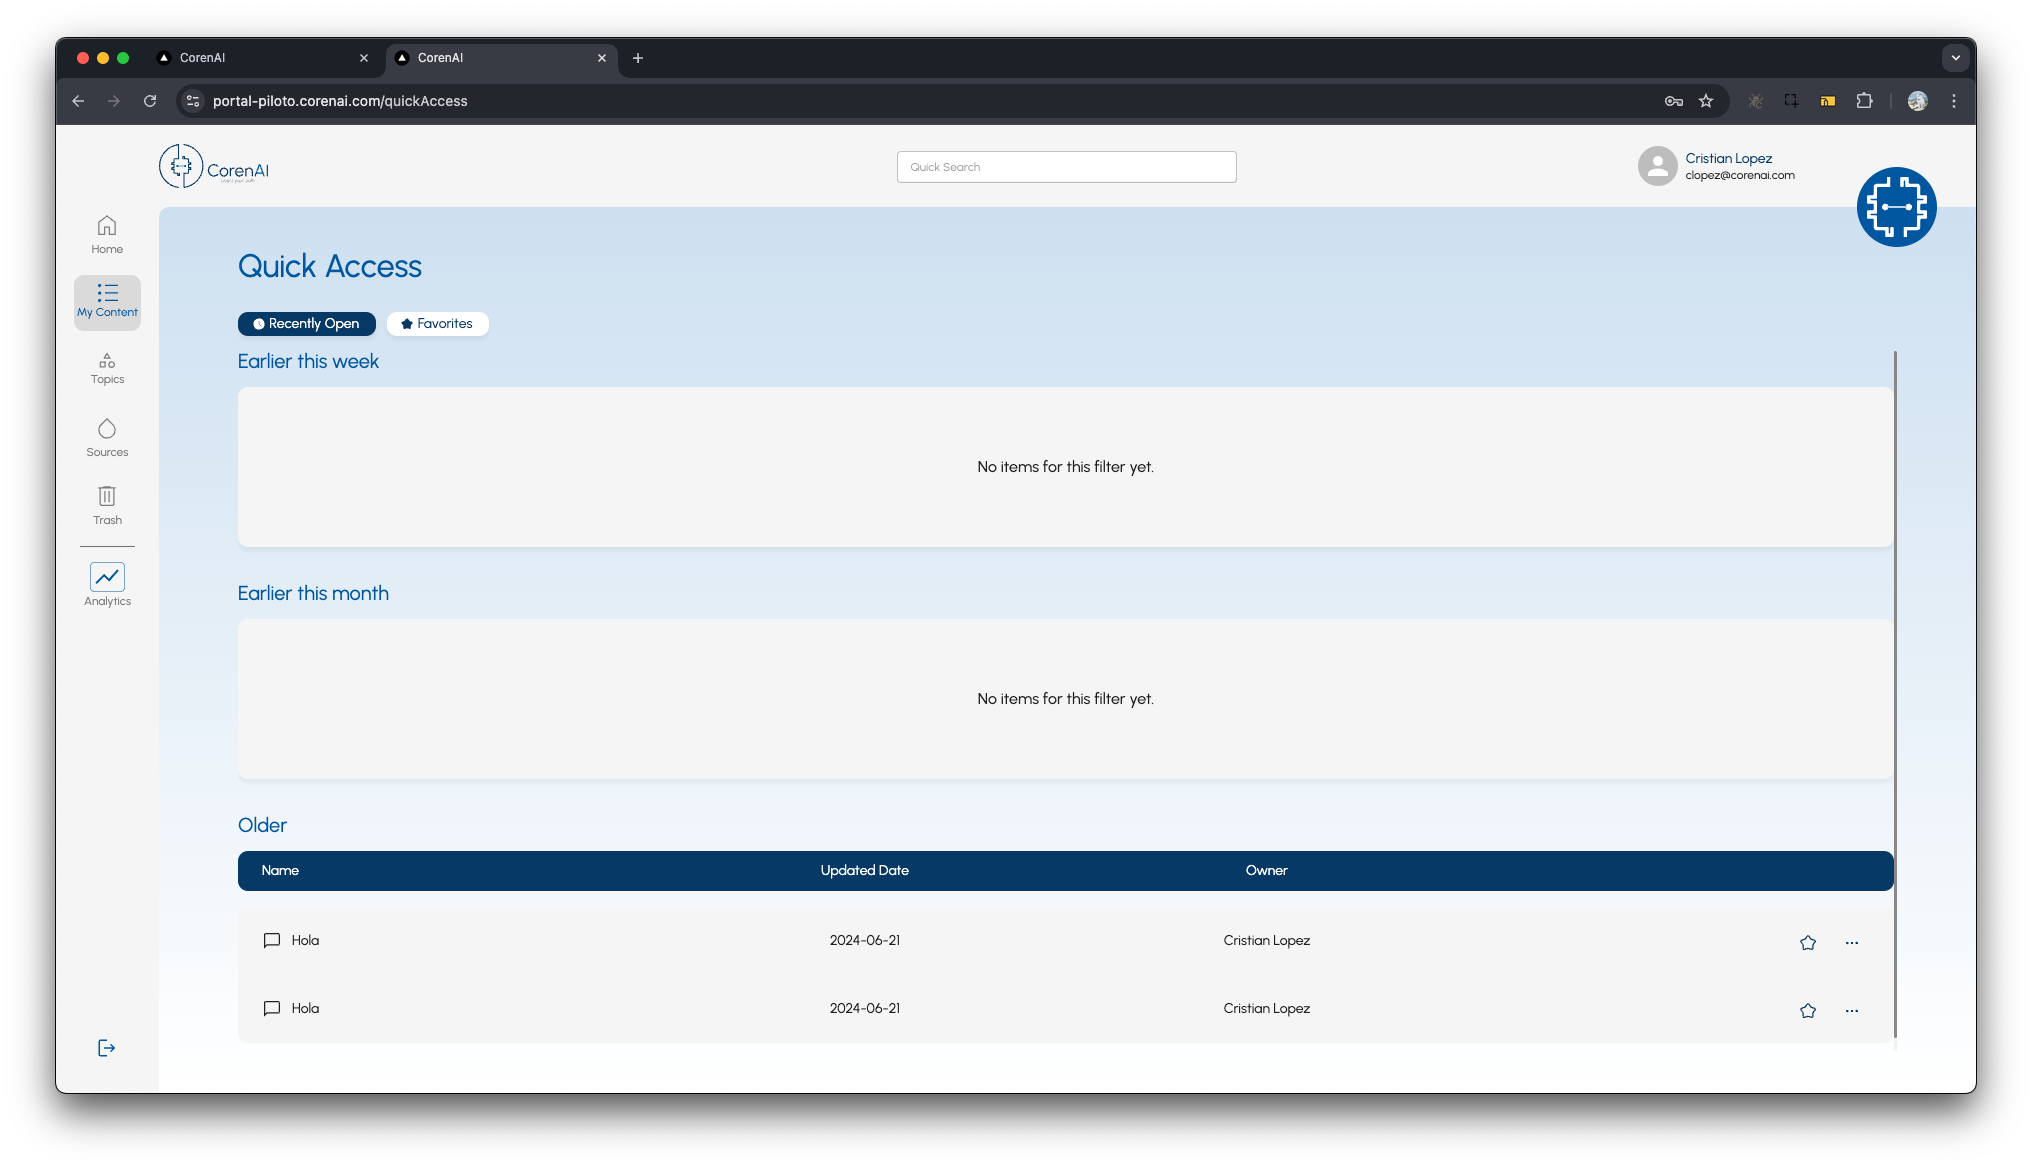 CorenAI
CorenAI
portal-piloto.corenai.com/quickAccess
CorenAI
Quick Search
Cristian Lopez
clopez@corenai.com
Home
My Content
Topics
Sources
Trash
Analytics
Quick Access
Recently Open
Favorites
Earlier this week
No items for this filter yet.
Earlier this month
No items for this filter yet.
Older
Name Updated Date Owner
Hola 2024-06-21 Cristian Lopez
Hola 2024-06-21 Cristian Lopez